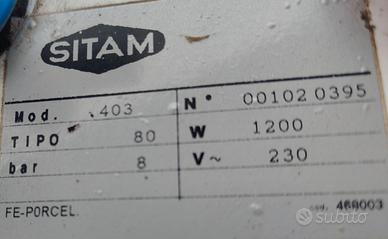 SITAM
Mod. 403 N° 00102 0395
TIPO 80 W 1200
bar 8 V~ 230
FE-PORCEL. cod. 468003
subito